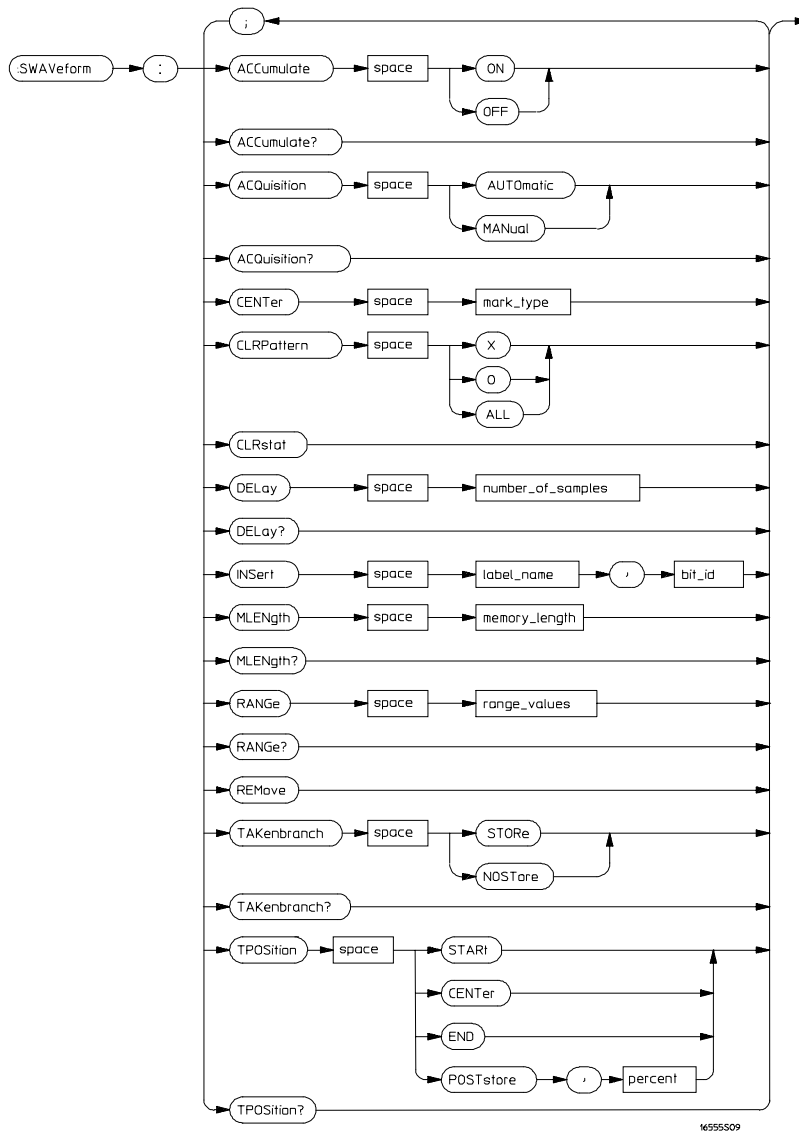 ;
:SWAVeform : ACCumulate space ON
OFF
ACCumulate?
ACQuisition space AUTOmatic
MANual
ACQuisition?
CENTer space mark_type
CLRPattern space X
O
ALL
CLRstat
DELay space number_of_samples
DELay?
INSert space label_name , bit_id
MLENgth space memory_length
MLENgth?
RANGe space range_values
RANGe?
REMove
TAKenbranch space STORe
NOSTore
TAKenbranch?
TPOSition space STARt
CENTer
END
POSTstore , percent
TPOSition?
16555S09